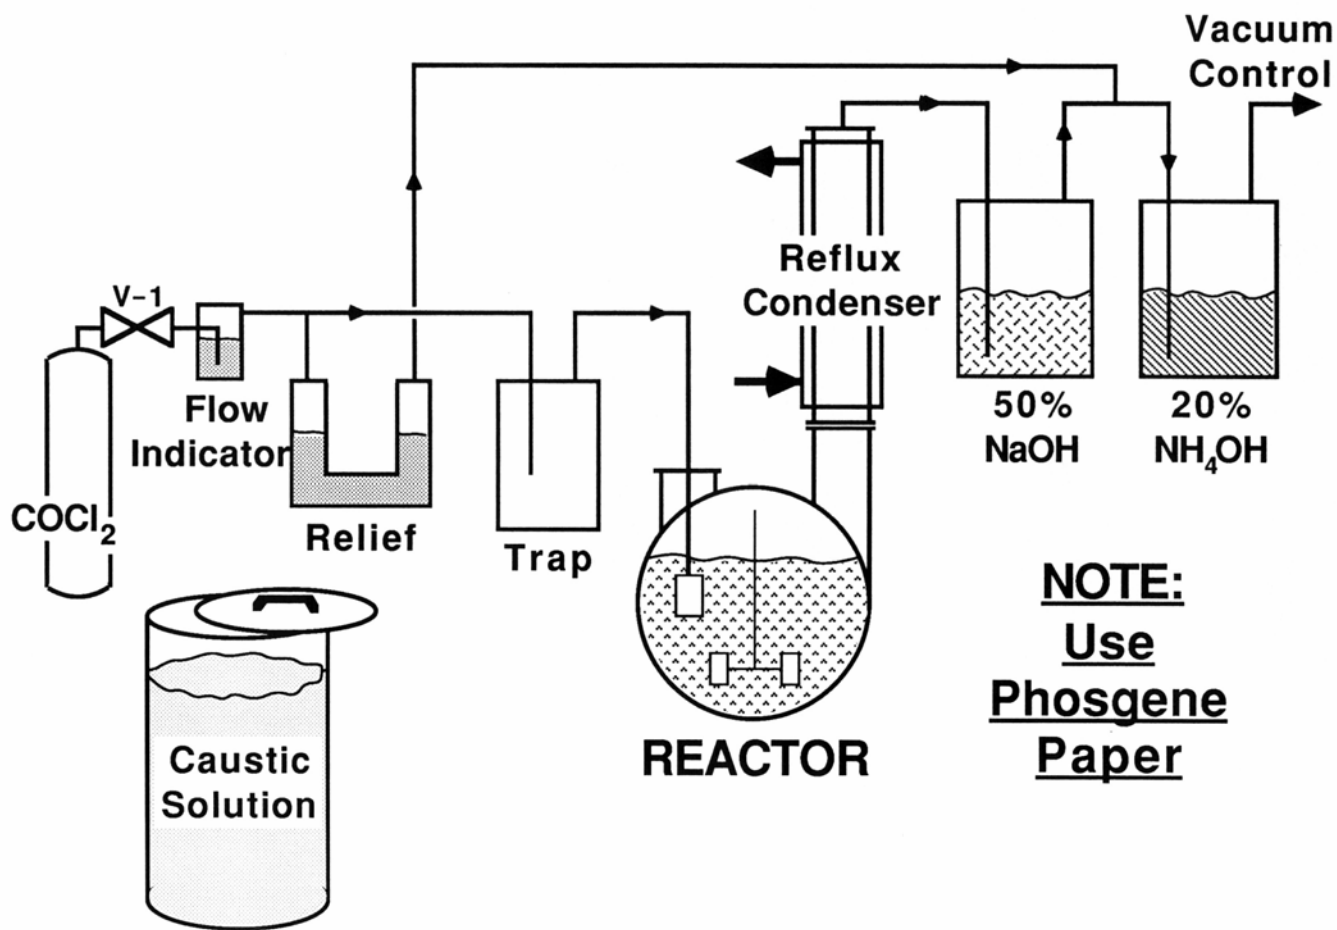 Vacuum
Control
V-1
Reflux
Condenser
Flow
Indicator
50%
NaOH
20%
NH₄OH
COCl₂
Relief
Trap
NOTE:
Use
Phosgene
Paper
REACTOR
Caustic
Solution